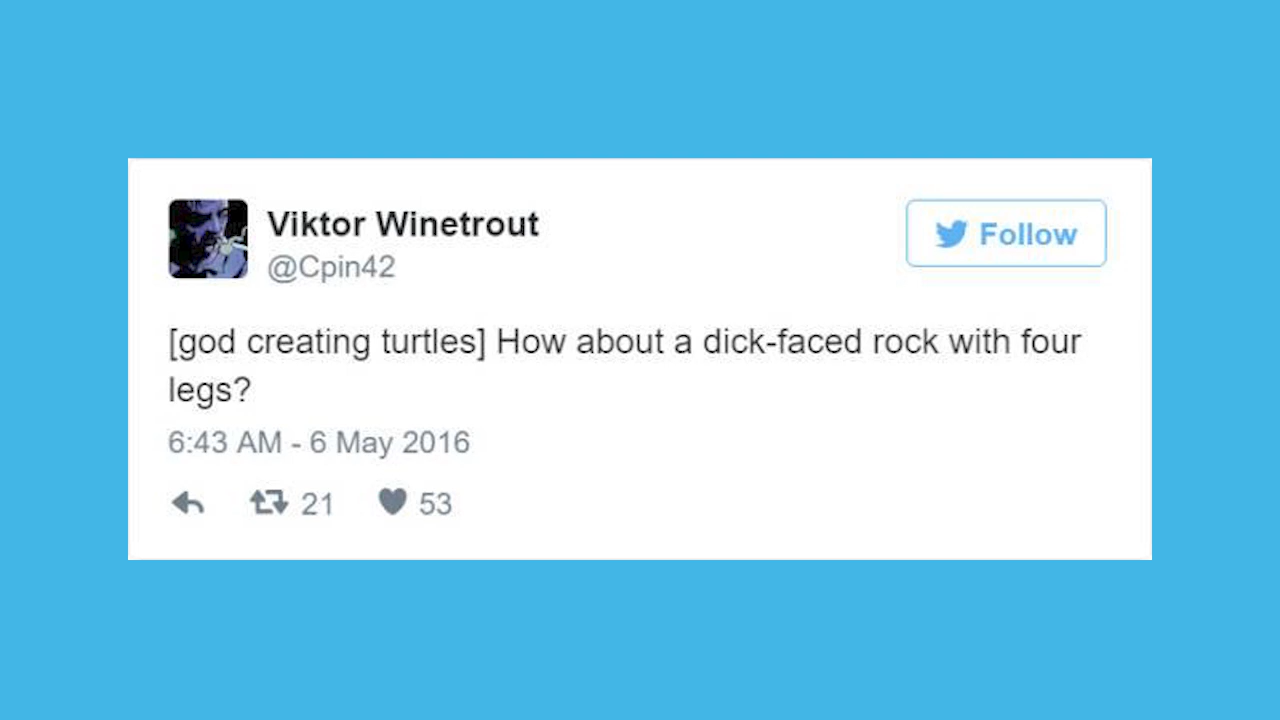 Viktor Winetrout
@Cpin42
Follow
[god creating turtles] How about a dick-faced rock with four
legs?
6:43 AM - 6 May 2016
21 53